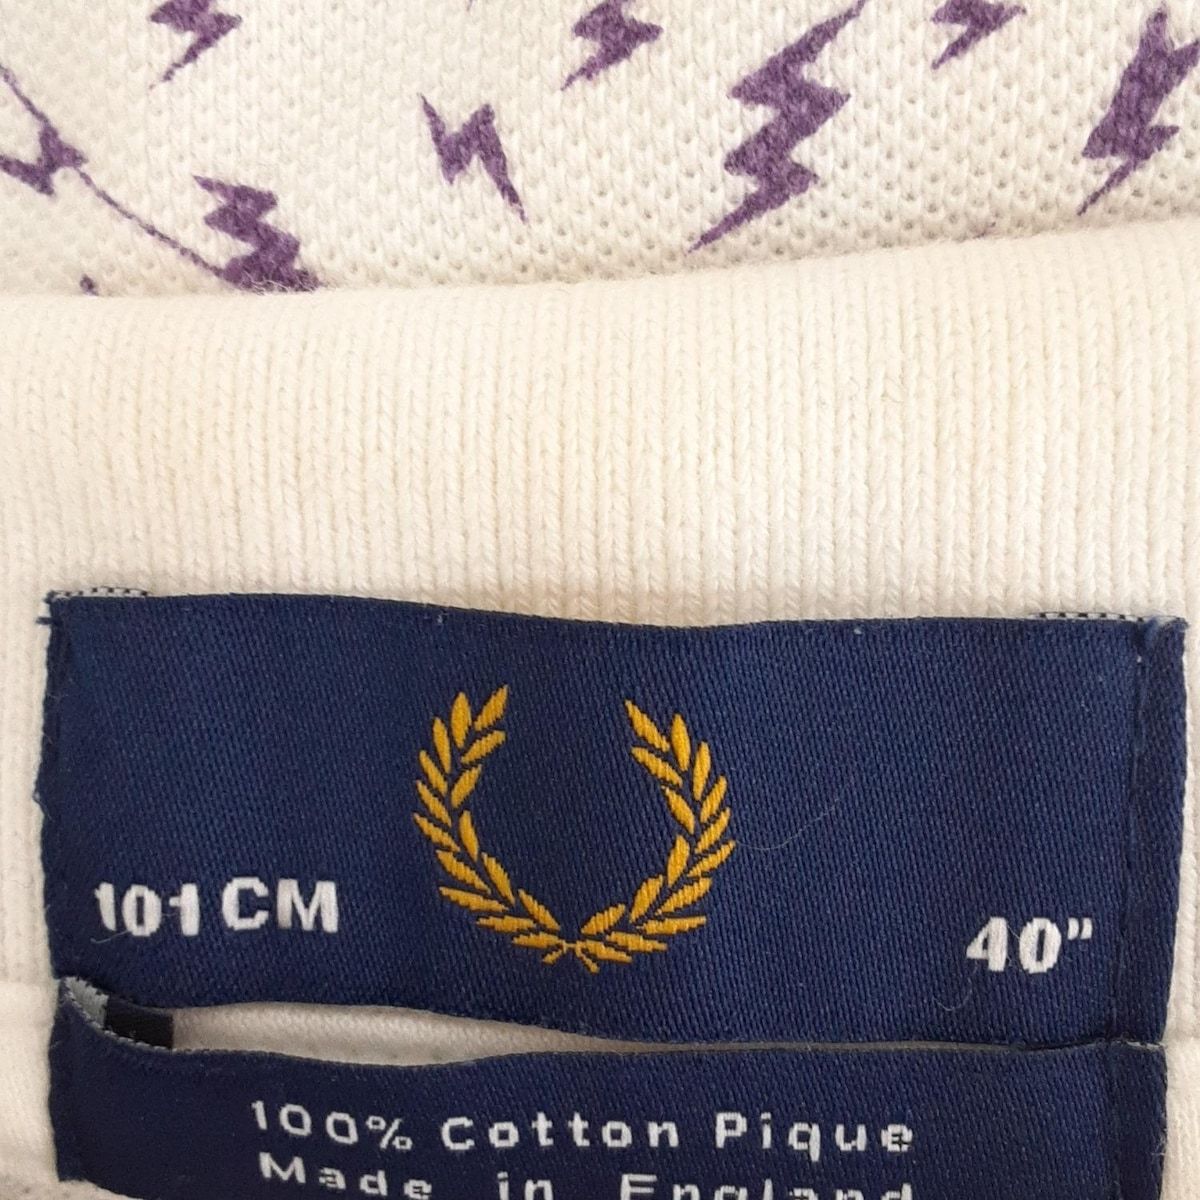 101 CM 40"
100% Cotton Pique
Made in England